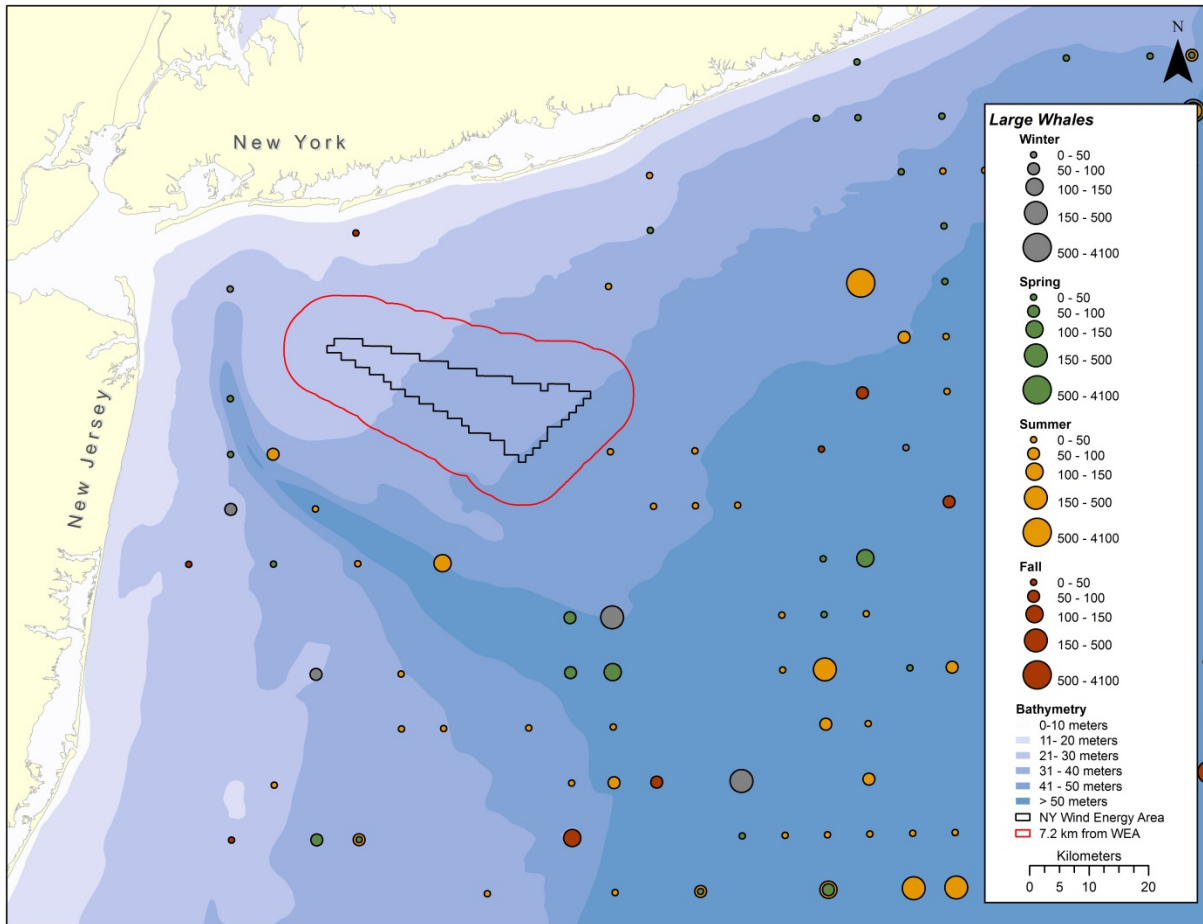 N
New York
New Jersey
Large Whales
Winter
0 - 50
50 - 100
100 - 150
150 - 500
500 - 4100
Spring
0 - 50
50 - 100
100 - 150
150 - 500
500 - 4100
Summer
0 - 50
50 - 100
100 - 150
150 - 500
500 - 4100
Fall
0 - 50
50 - 100
100 - 150
150 - 500
500 - 4100
Bathymetry
0-10 meters
11- 20 meters
21- 30 meters
31 - 40 meters
41 - 50 meters
> 50 meters
NY Wind Energy Area
7.2 km from WEA
Kilometers
0 5 10 20